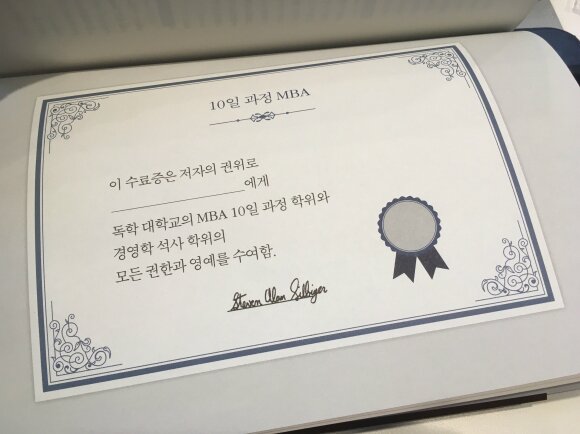 10일 과정 MBA
이 수료증은 저자의 권위로
에게
독학 대학교의 MBA 10일 과정 학위와
경영학 석사 학위의
모든 권한과 영예를 수여함.
Steven Alan Silbiger